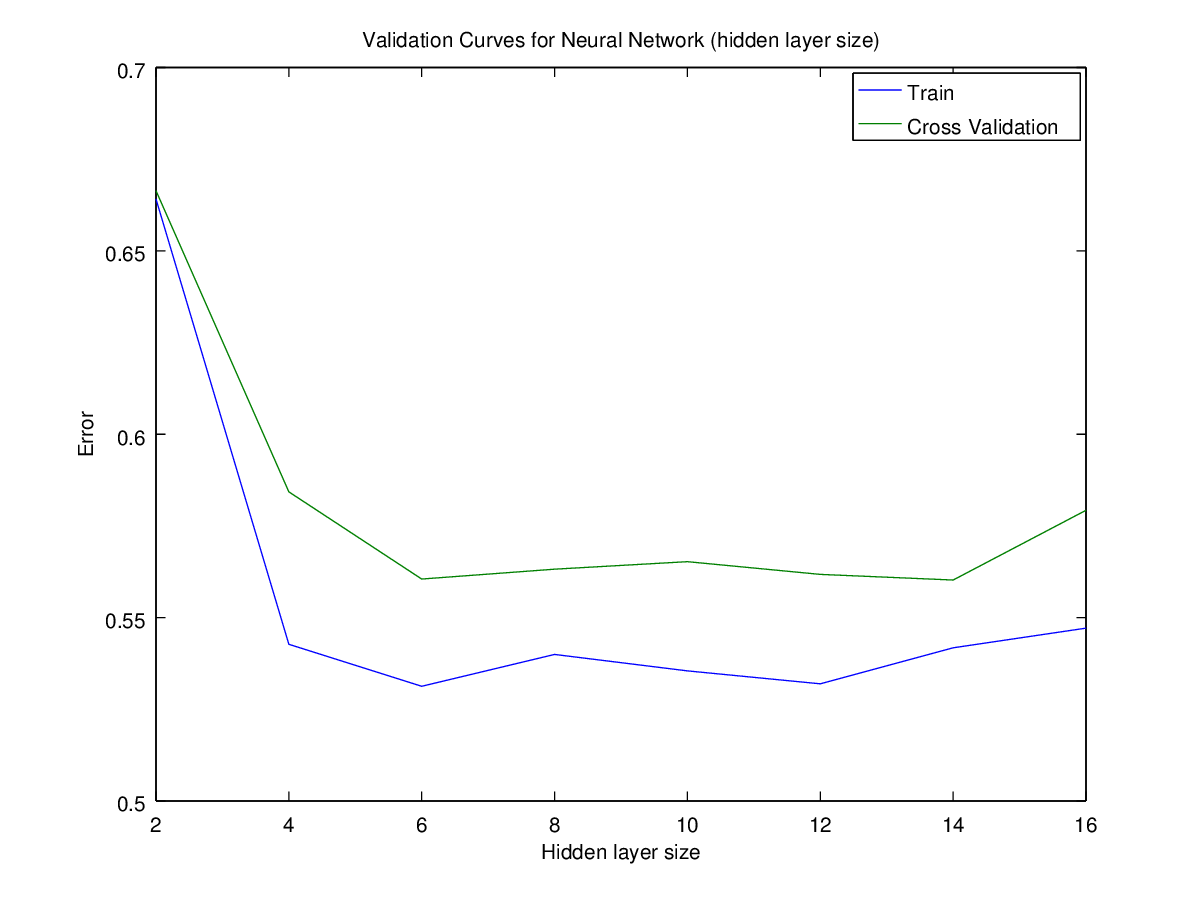 Validation Curves for Neural Network (hidden layer size)
0.7
Train
Cross Validation
0.65
0.6
Error
0.55
0.5
2 4 6 8 10 12 14 16
Hidden layer size